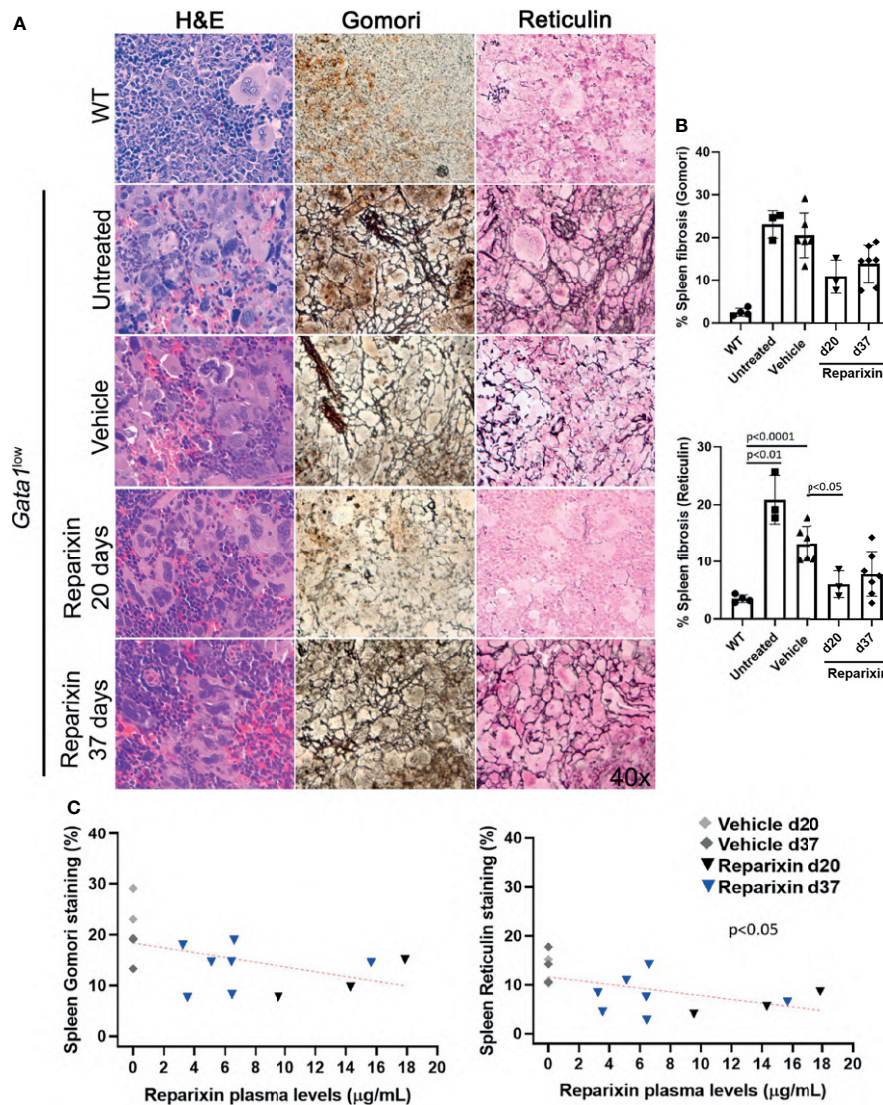 A
H&E
Gomori
Reticulin
WT
Gata1low
Untreated
Vehicle
Reparixin
20 days
Reparixin
37 days
40x
B
% Spleen fibrosis (Gomori)
40
30
20
10
0
WT
Untreated
Vehicle
d20
d37
Reparixin
% Spleen fibrosis (Reticulin)
30
20
10
0
p<0.0001
p<0.01
p<0.05
WT
Untreated
Vehicle
d20
d37
Reparixin
C
Spleen Gomori staining (%)
40
30
20
10
0
0 2 4 6 8 10 12 14 16 18 20
Reparixin plasma levels (µg/mL)
Spleen Reticulin staining (%)
40
30
20
10
0
0 2 4 6 8 10 12 14 16 18 20
Reparixin plasma levels (µg/mL)
Vehicle d20
Vehicle d37
Reparixin d20
Reparixin d37
p<0.05